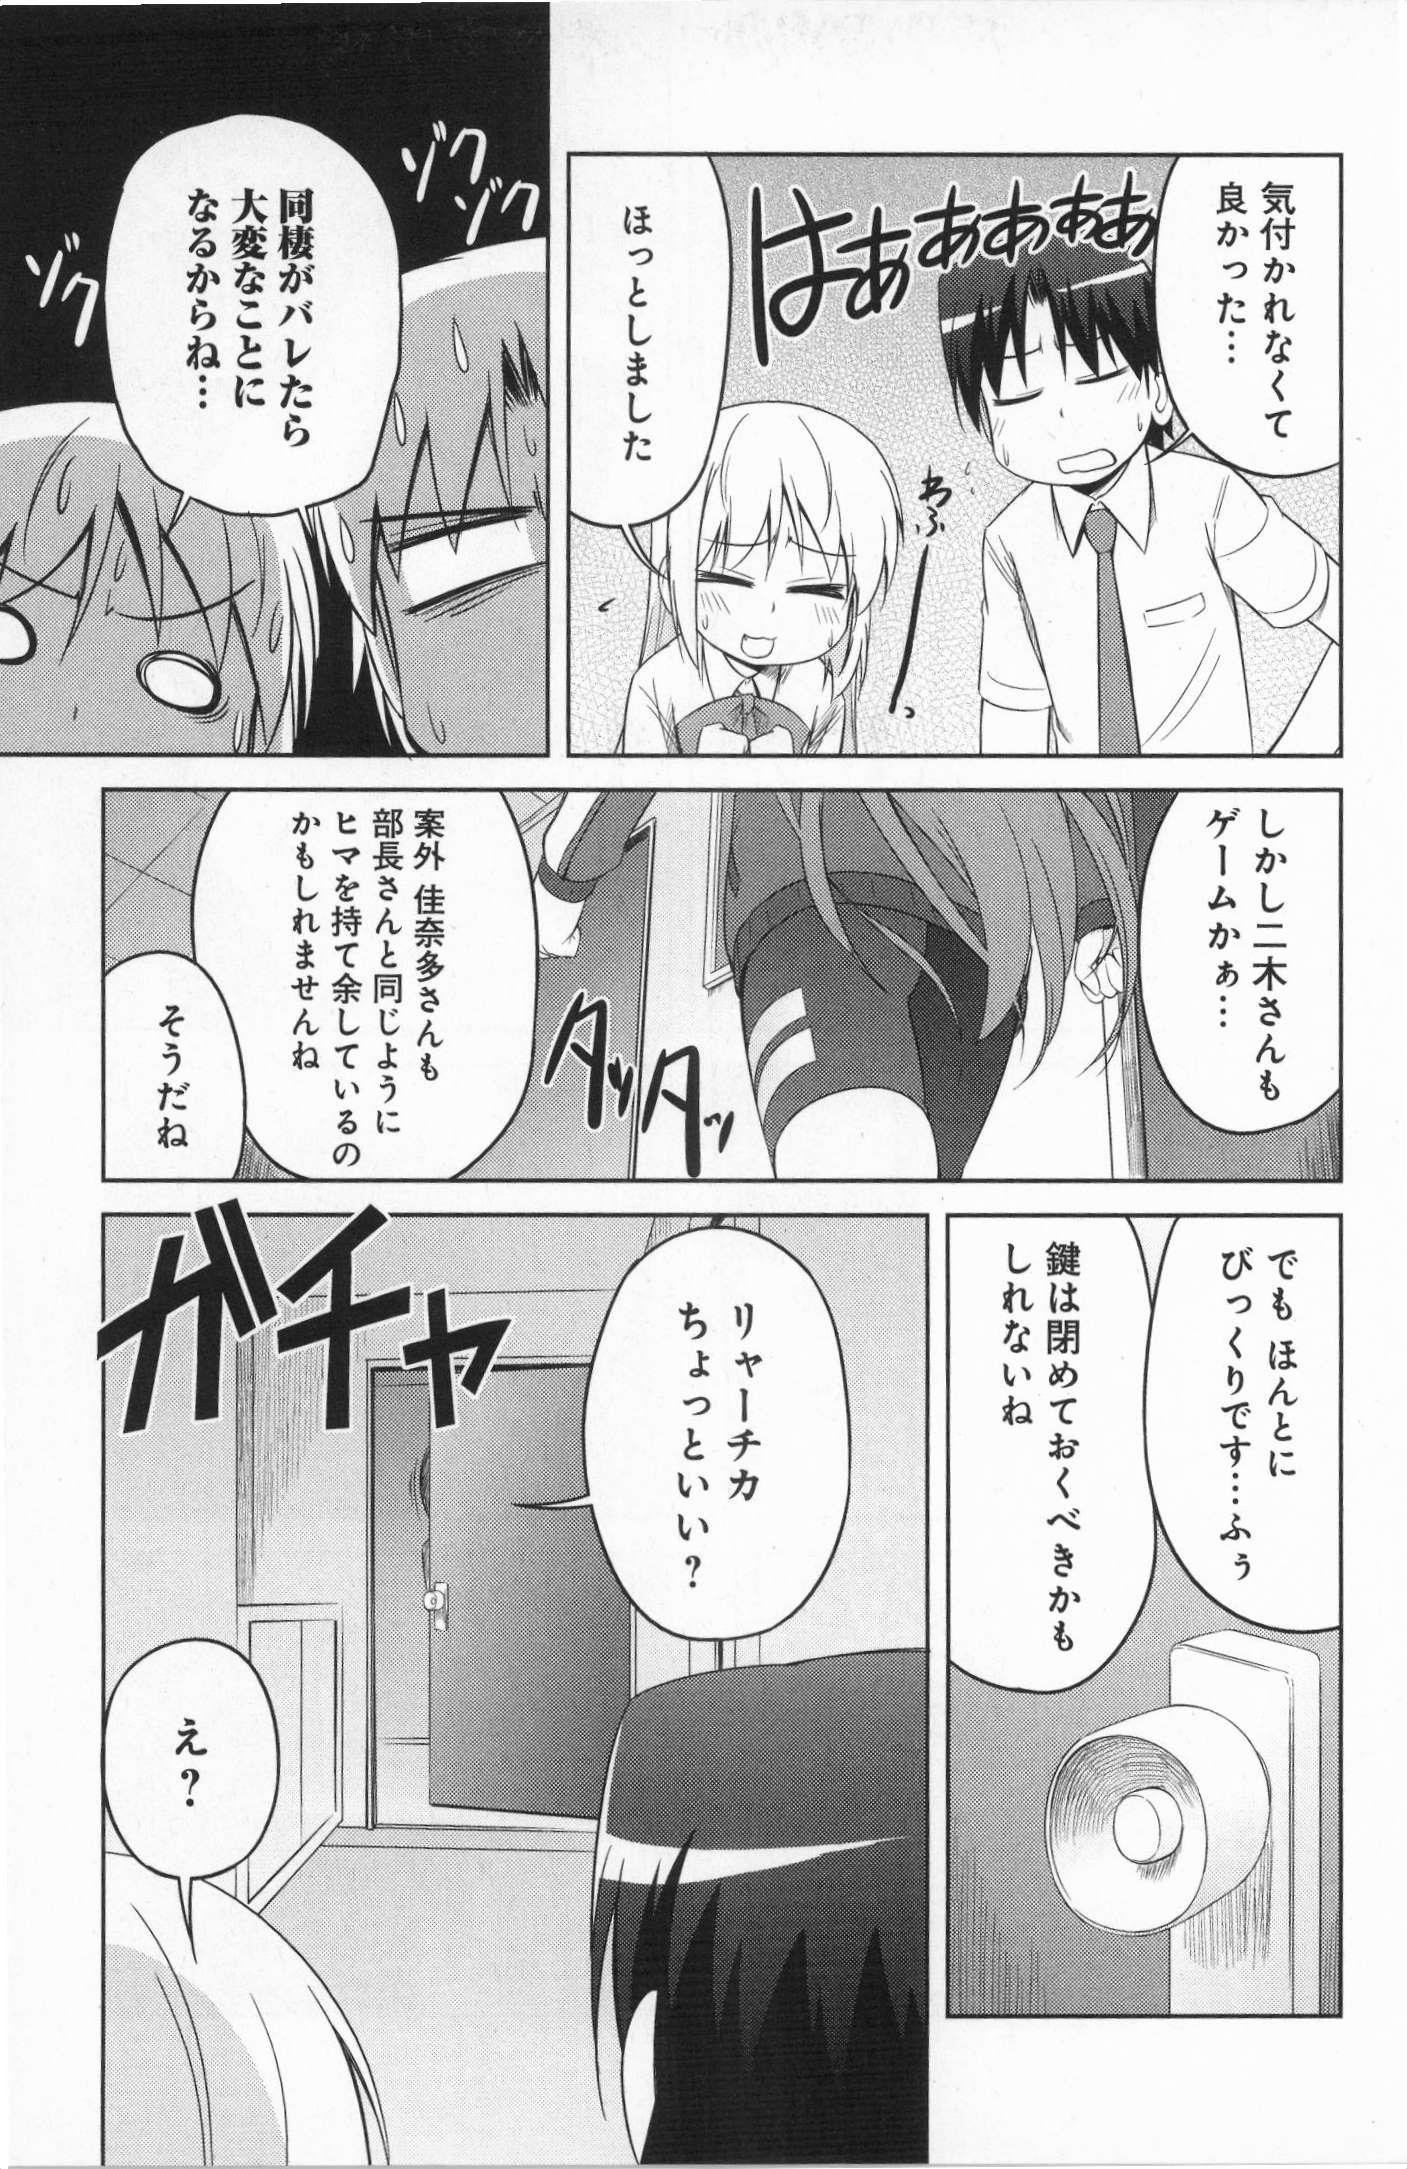 気付かれなくて
良かった…
はぁぁぁぁぁ
ほっとしました
わふーっ
ゾクゾク
同棲がバレたら
大変なことに
なるからね…
ゾク
しかし二木さんも
ゲームかぁ…
タッタッ
案外 佳奈多さんも
部長さんと同じように
ヒマを持て余しているの
かもしれませんね
そうだね
でも ほんとに
びっくりです…ふぅ
鍵は閉めておくべきかも
しれないね
リャーチカ
ちょっといい?
ガチャ
え?